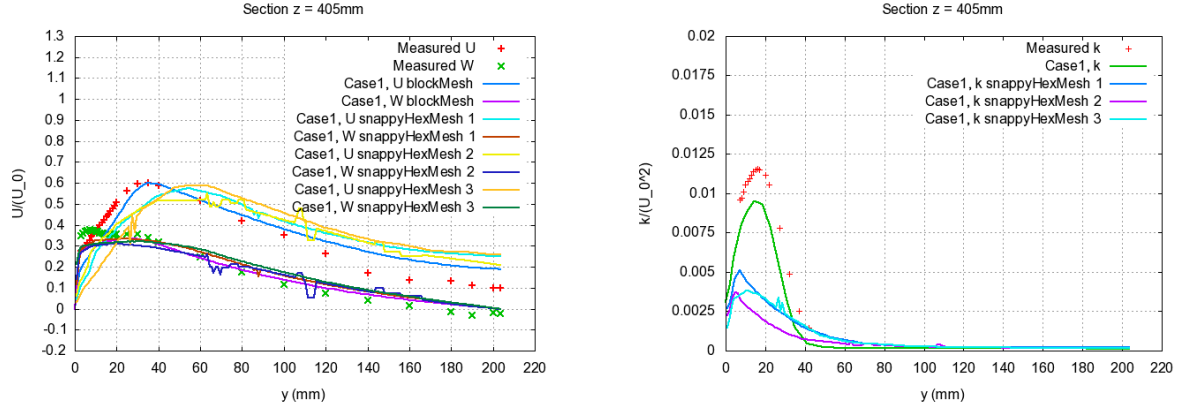 Section z = 405mm
1.3
1.2
1.1
1
0.9
0.8
0.7
0.6
0.5
0.4
0.3
0.2
0.1
0
-0.1
-0.2
U/(U_0)
Measured U
Measured W
Case1, U blockMesh
Case1, W blockMesh
Case1, U snappyHexMesh 1
Case1, W snappyHexMesh 1
Case1, U snappyHexMesh 2
Case1, W snappyHexMesh 2
Case1, U snappyHexMesh 3
Case1, W snappyHexMesh 3
0 20 40 60 80 100 120 140 160 180 200 220
y (mm)
Section z = 405mm
0.02
0.0175
0.015
0.0125
0.01
0.0075
0.005
0.0025
0
k/(U_0^2)
Measured k
Case1, k
Case1, k snappyHexMesh 1
Case1, k snappyHexMesh 2
Case1, k snappyHexMesh 3
0 20 40 60 80 100 120 140 160 180 200 220
y (mm)